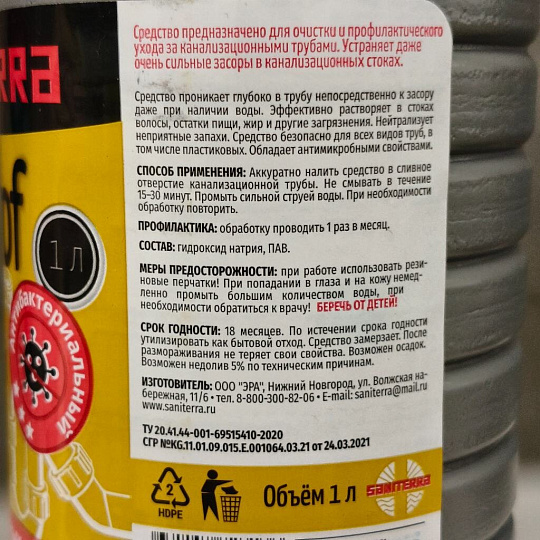 Средство предназначено для очистки и профилактического
ухода за канализационными трубами. Устраняет даже
очень сильные засоры в канализационных стоках.
Средство проникает глубоко в трубу непосредственно к засору
даже при наличии воды. Эффективно растворяет в стоках
волосы, остатки пищи, жир и другие загрязнения. Нейтрализует
неприятные запахи. Средство безопасно для всех видов труб, в
том числе пластиковых. Обладает антимикробными свойствами.
СПОСОБ ПРИМЕНЕНИЯ: Аккуратно налить средство в сливное
отверстие канализационной трубы. Не смывать в течение
15-30 минут. Промыть сильной струей воды. При необходимости
обработку повторить.
ПРОФИЛАКТИКА: обработку проводить 1 раз в месяц.
СОСТАВ: гидроксид натрия, ПАВ.
МЕРЫ ПРЕДОСТОРОЖНОСТИ: при работе использовать рези-
новые перчатки! При попадании в глаза и на кожу немед-
ленно промыть большим количеством воды, при
необходимости обратиться к врачу! БЕРЕЧЬ ОТ ДЕТЕЙ!
СРОК ГОДНОСТИ: 18 месяцев. По истечении срока годности
утилизировать как бытовой отход. Средство замерзает. После
размораживания не теряет свои свойства. Возможен осадок.
Возможен недолив 5% по техническим причинам.
ИЗГОТОВИТЕЛЬ: ООО "ЭРА", Нижний Новгород, ул. Волжская на-
бережная, 11/6 • тел. 8-800-300-82-06 • E-mail: saniterra@mail.ru
www.saniterra.ru
ТУ 20.41.44-001-69515410-2020
СГР №KG.11.01.09.015.E.001064.03.21 от 24.03.2021
2
HDPE
Объём 1 л
SANITERRA
RRA
of
1 л
Антибактериальный